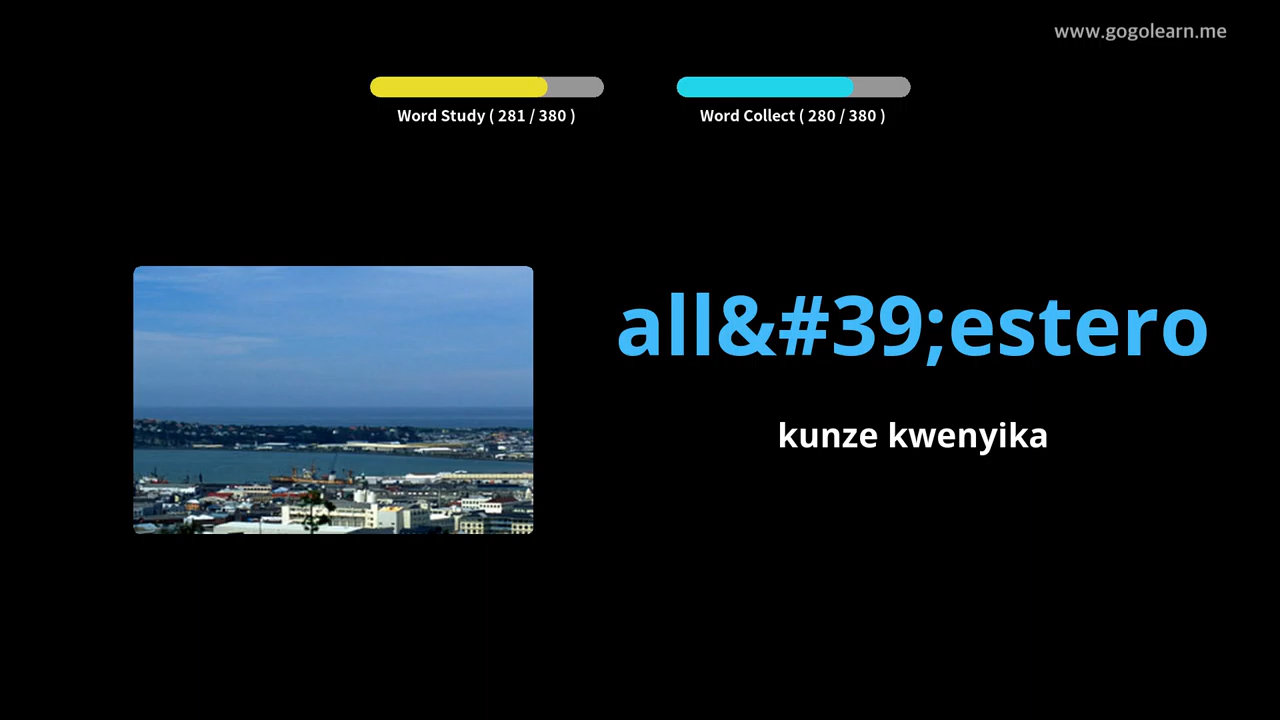 www.gogolearn.me
Word Study ( 281 / 380 )
Word Collect ( 280 / 380 )
all&#39;estero
kunze kwenyika